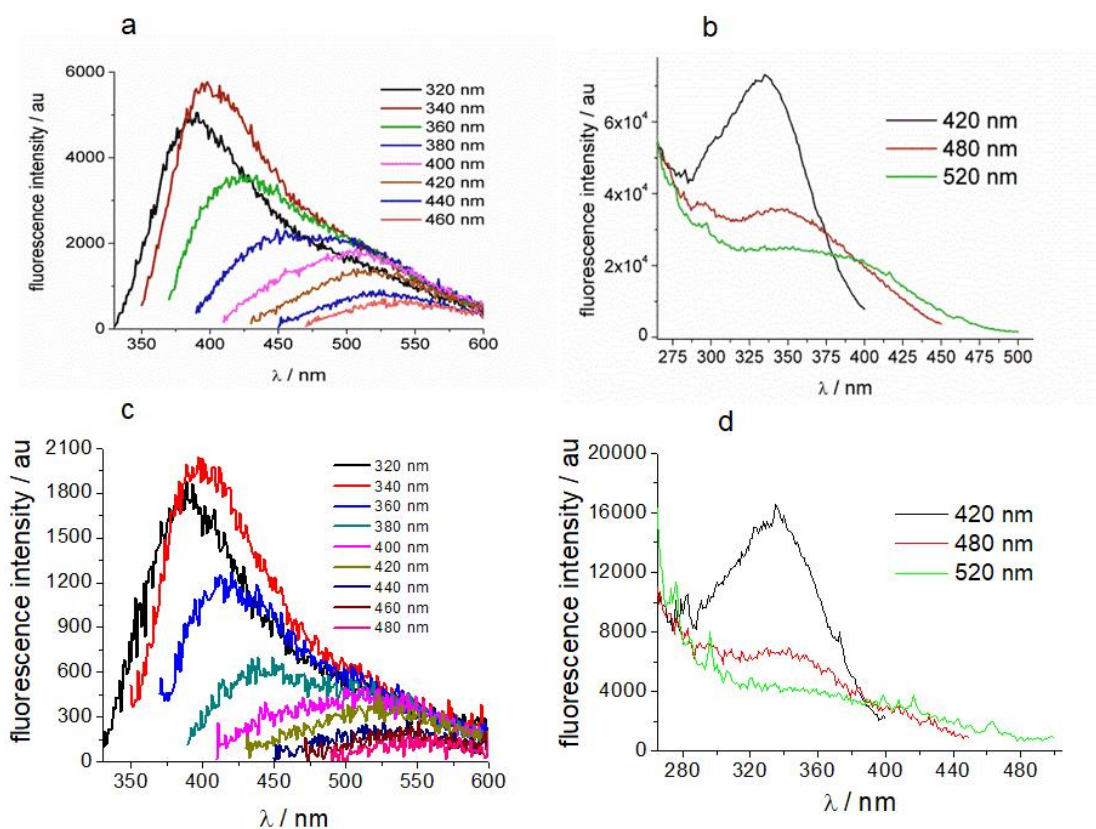 a
6000
4000
2000
0
fluorescence intensity / au
350 400 450 500 550 600
λ / nm
320 nm
340 nm
360 nm
380 nm
400 nm
420 nm
440 nm
460 nm
b
6x10⁴
4x10⁴
2x10⁴
0
fluorescence intensity / au
275 300 325 350 375 400 425 450 475 500
λ / nm
420 nm
480 nm
520 nm
c
2100
1800
1500
1200
900
600
300
0
fluorescence intensity / au
350 400 450 500 550 600
λ / nm
320 nm
340 nm
360 nm
380 nm
400 nm
420 nm
440 nm
460 nm
480 nm
d
20000
16000
12000
8000
4000
0
fluorescence intensity / au
280 320 360 400 440 480
λ / nm
420 nm
480 nm
520 nm